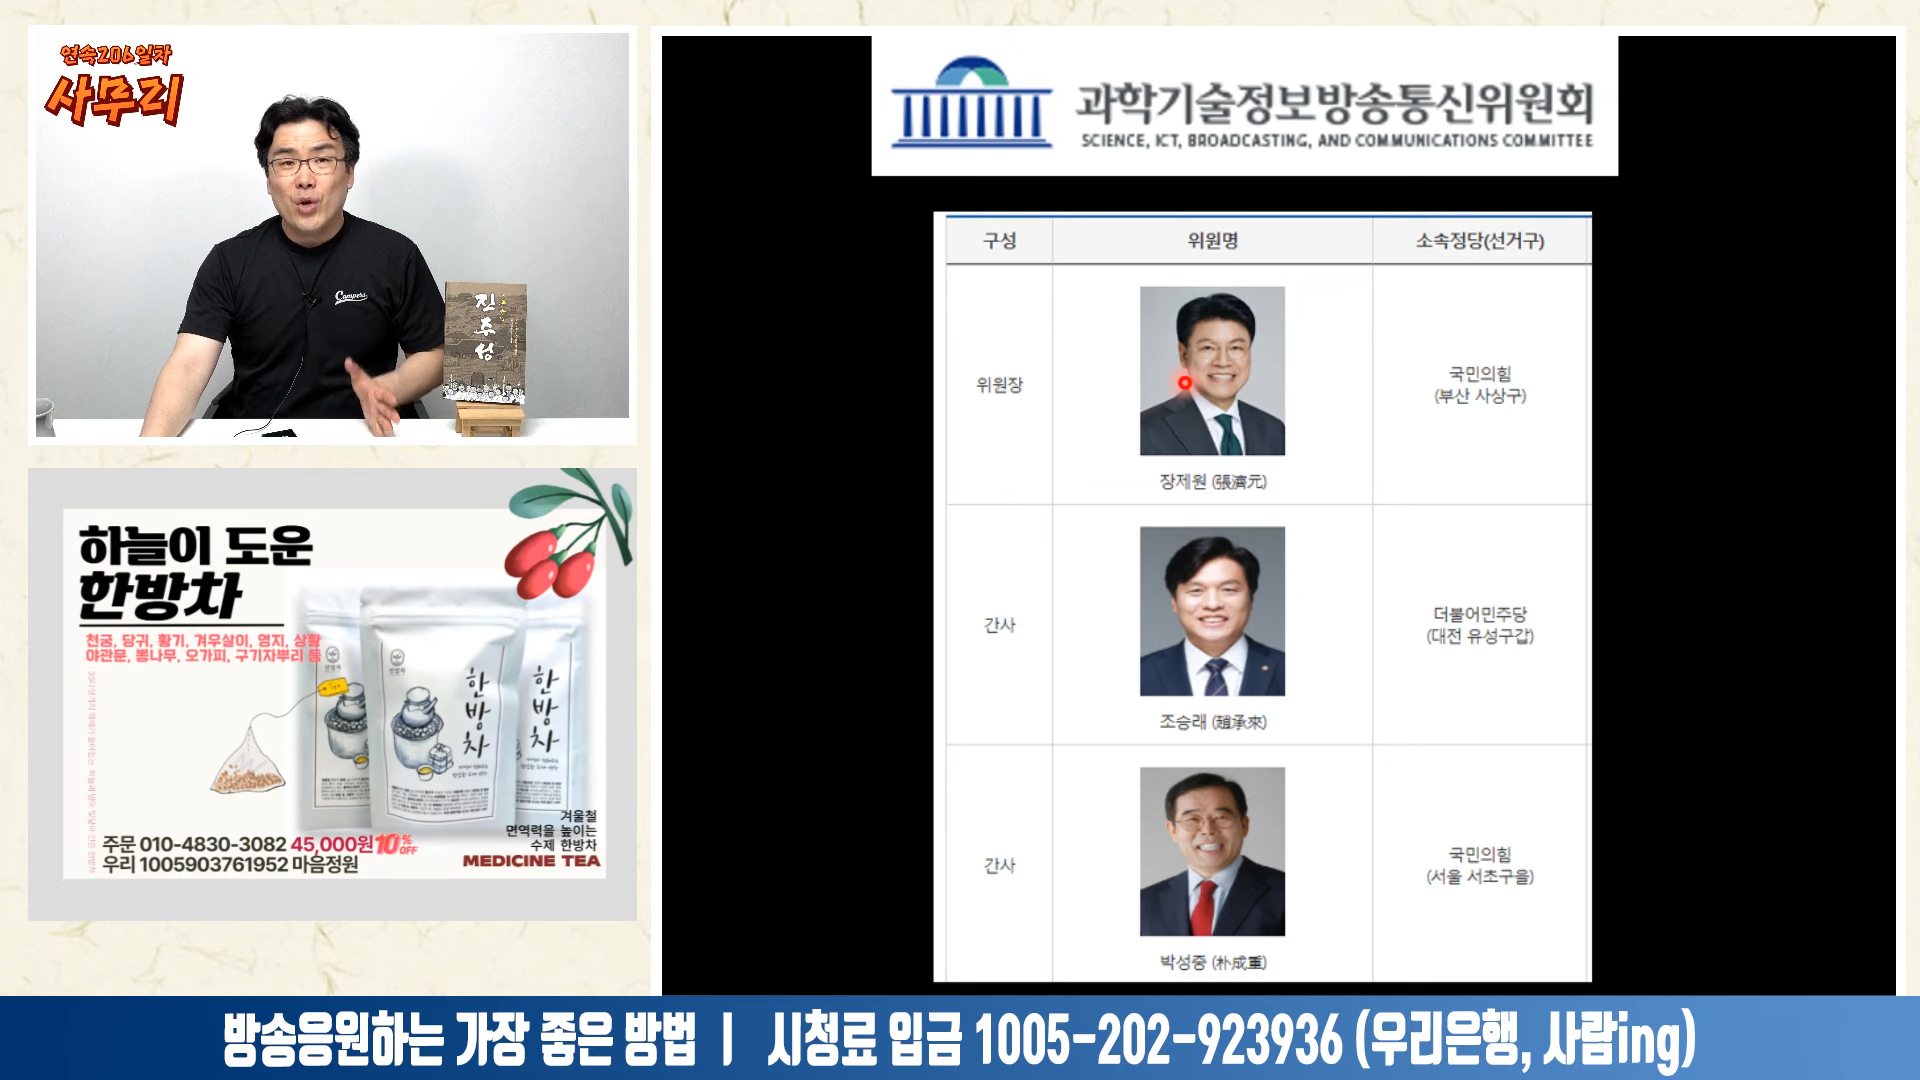 연속206일차
사무리
Campers
진주성
하늘이 도운
한방차
천궁, 당귀, 황기, 겨우살이, 영지, 상황
야관문, 뽕나무, 오가피, 구기자뿌리 등
한방차
한방차
겨울철
면역력을 높이는
수제 한방차
MEDICINE TEA
주문 010-4830-3082 45,000원 10% OFF
우리 1005903761952 마음정원
과학기술정보방송통신위원회
SCIENCE, ICT, BROADCASTING, AND COMMUNICATIONS COMMITTEE
구성 위원명 소속정당(선거구)
위원장
장제원 (張濟元)
국민의힘
(부산 사상구)
간사
조승래 (趙承來)
더불어민주당
(대전 유성구갑)
간사
박성중 (朴成重)
국민의힘
(서울 서초구을)
방송응원하는 가장 좋은 방법 | 시청료 입금 1005-202-923936 (우리은행, 사람ing)